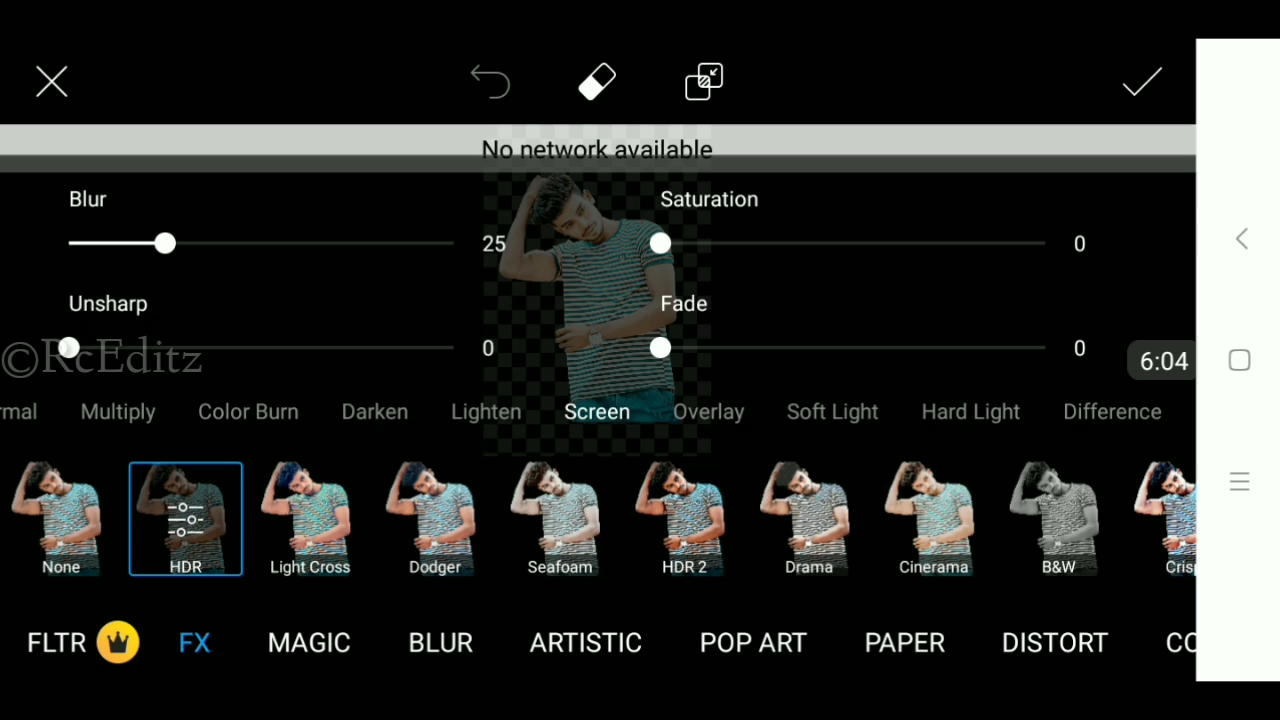 No network available
Blur
25
Saturation
0
Unsharp
0
Fade
0
©RcEditz
6:04
rmal Multiply Color Burn Darken Lighten Screen Overlay Soft Light Hard Light Difference
None HDR Light Cross Dodger Seafoam HDR 2 Drama Cinerama B&W Crisp
FLTR FX MAGIC BLUR ARTISTIC POP ART PAPER DISTORT CO